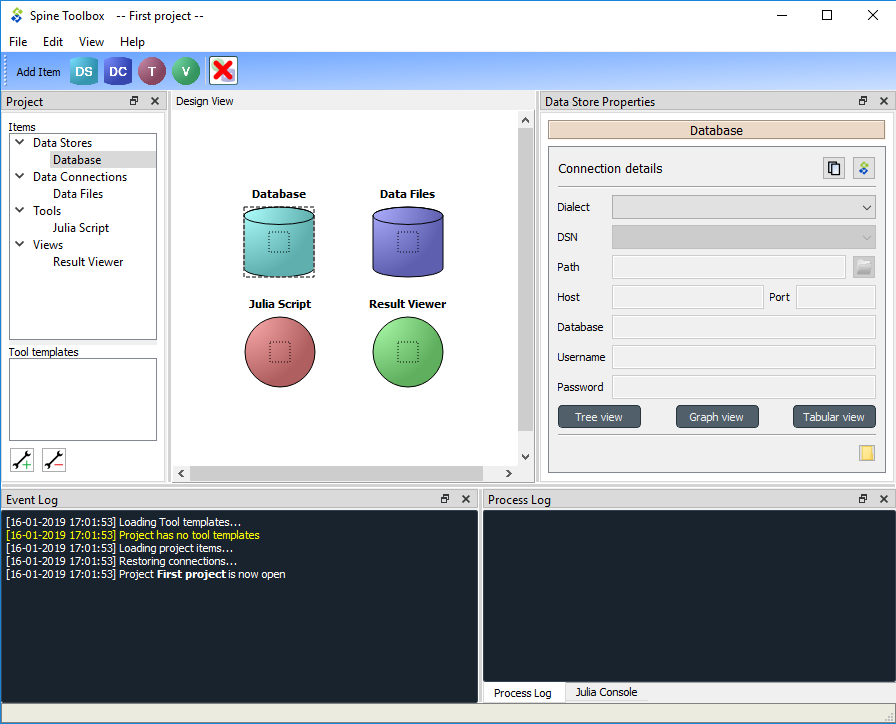 Spine Toolbox -- First project --
File Edit View Help
Add Item DS DC T V
Project
Items
Data Stores
Database
Data Connections
Data Files
Tools
Julia Script
Views
Result Viewer
Tool templates
Design View
Database Data Files
Julia Script Result Viewer
Data Store Properties
Database
Connection details
Dialect
DSN
Path
Host Port
Database
Username
Password
Tree view Graph view Tabular view
Event Log
[16-01-2019 17:01:53] Loading Tool templates...
[16-01-2019 17:01:53] Project has no tool templates
[16-01-2019 17:01:53] Loading project items...
[16-01-2019 17:01:53] Restoring connections...
[16-01-2019 17:01:53] Project First project is now open
Process Log
Process Log Julia Console